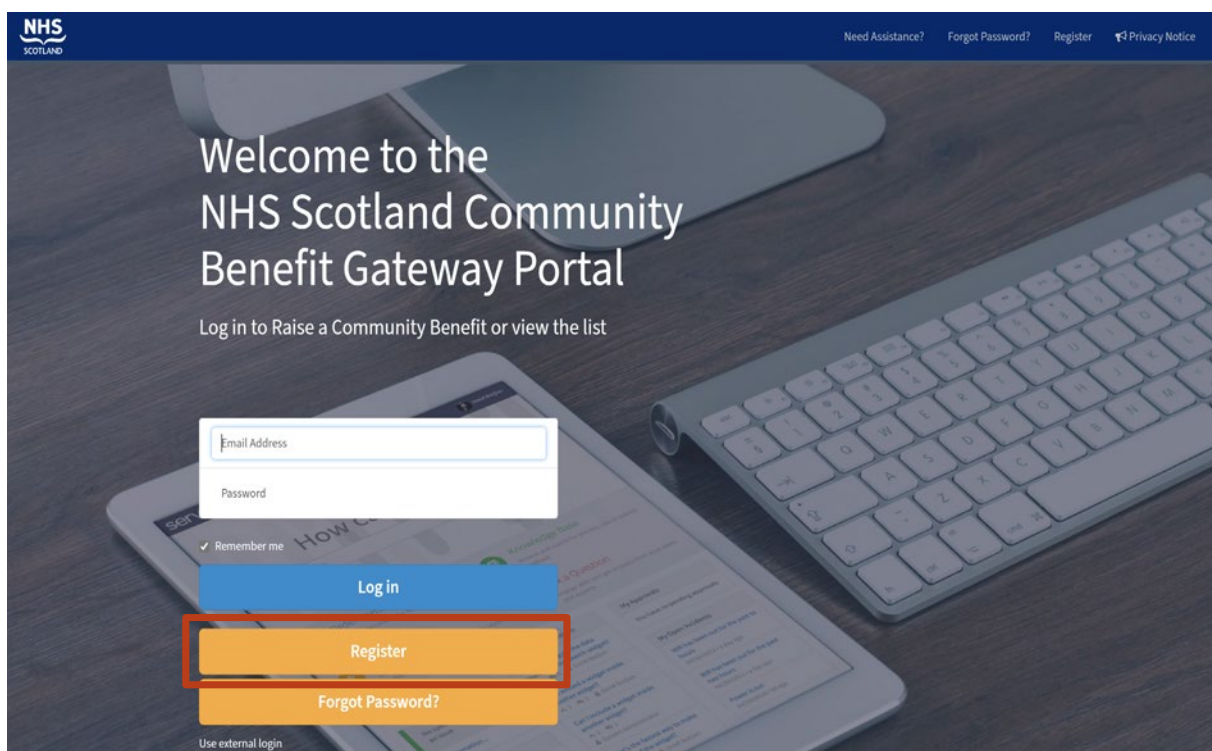 NHS
SCOTLAND
Need Assistance? Forgot Password? Register Privacy Notice
Welcome to the
NHS Scotland Community
Benefit Gateway Portal
Log in to Raise a Community Benefit or view the list
Email Address
Password
Remember me
Log in
Register
Forgot Password?
Use external login